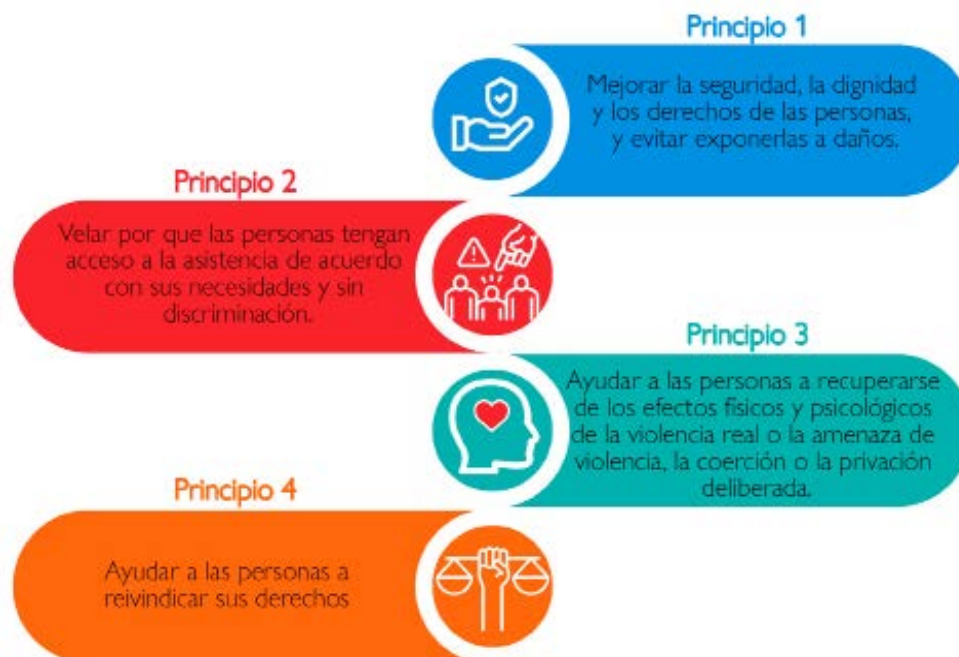 Principio 1
Mejorar la seguridad, la dignidad
y los derechos de las personas,
y evitar exponerlas a daños.
Principio 2
Velar por que las personas tengan
acceso a la asistencia de acuerdo
con sus necesidades y sin
discriminación.
Principio 3
Ayudar a las personas a recuperarse
de los efectos físicos y psicológicos
de la violencia real o la amenaza de
violencia, la coerción o la privación
deliberada.
Principio 4
Ayudar a las personas a
reivindicar sus derechos